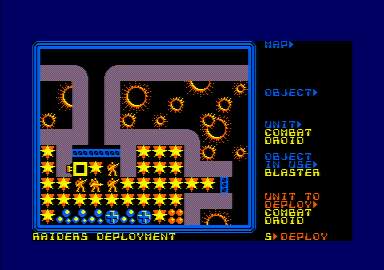 MAP
OBJECT
UNIT
COMBAT
DROID
OBJECT
IN USE
BLASTER
UNIT TO
DEPLOY
COMBAT
DROID
RAIDERS DEPLOYMENT
S DEPLOY